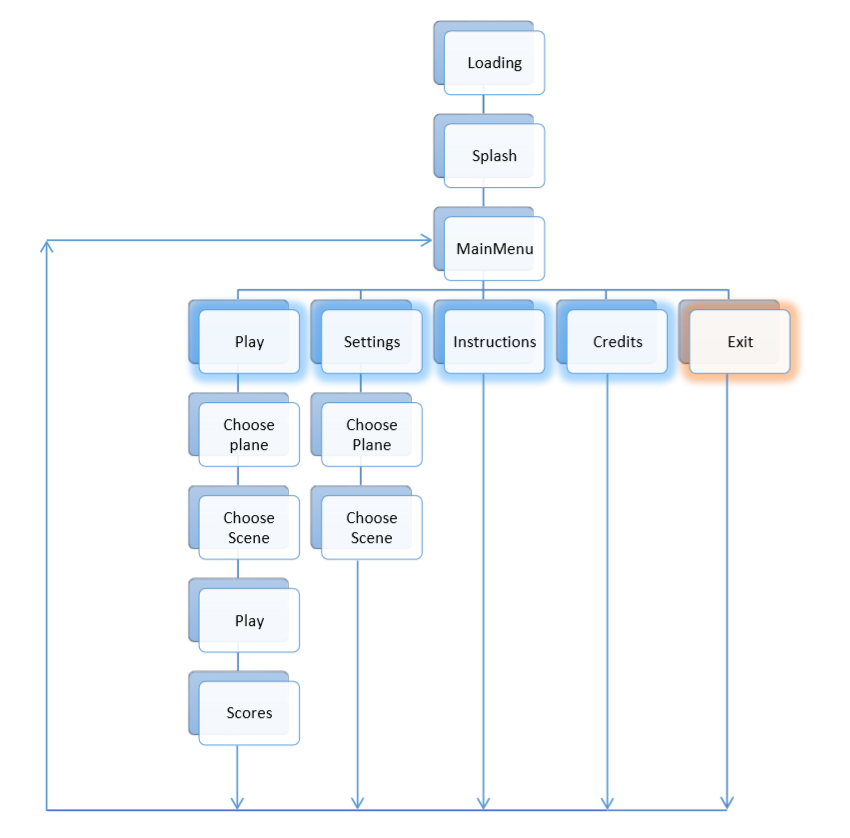 Loading
Splash
MainMenu
Play
Settings
Instructions
Credits
Exit
Choose
plane
Choose
Plane
Choose
Scene
Choose
Scene
Play
Scores